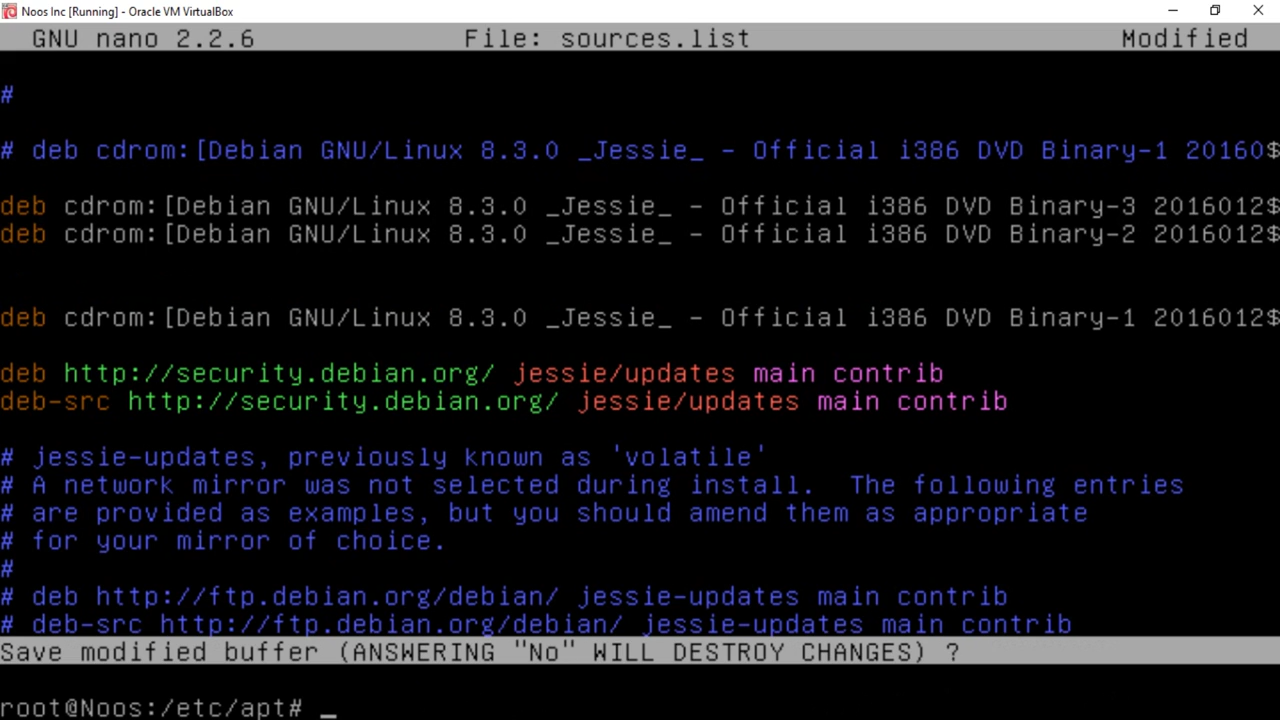 Noos Inc [Running] - Oracle VM VirtualBox
GNU nano 2.2.6 File: sources.list Modified
#
# deb cdrom:[Debian GNU/Linux 8.3.0 _Jessie_ - Official i386 DVD Binary-1 20160$
deb cdrom:[Debian GNU/Linux 8.3.0 _Jessie_ - Official i386 DVD Binary-3 2016012$
deb cdrom:[Debian GNU/Linux 8.3.0 _Jessie_ - Official i386 DVD Binary-2 2016012$
deb cdrom:[Debian GNU/Linux 8.3.0 _Jessie_ - Official i386 DVD Binary-1 2016012$
deb http://security.debian.org/ jessie/updates main contrib
deb-src http://security.debian.org/ jessie/updates main contrib
# jessie-updates, previously known as 'volatile'
# A network mirror was not selected during install.  The following entries
# are provided as examples, but you should amend them as appropriate
# for your mirror of choice.
#
# deb http://ftp.debian.org/debian/ jessie-updates main contrib
# deb-src http://ftp.debian.org/debian/ jessie-updates main contrib
Save modified buffer (ANSWERING "No" WILL DESTROY CHANGES) ?
root@Noos:/etc/apt# _